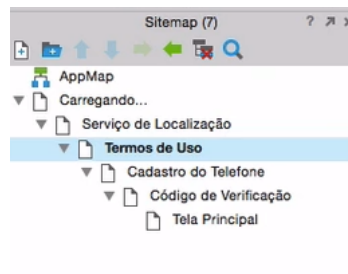 Sitemap (7) ?
AppMap
Carregando...
Serviço de Localização
Termos de Uso
Cadastro do Telefone
Código de Verificação
Tela Principal